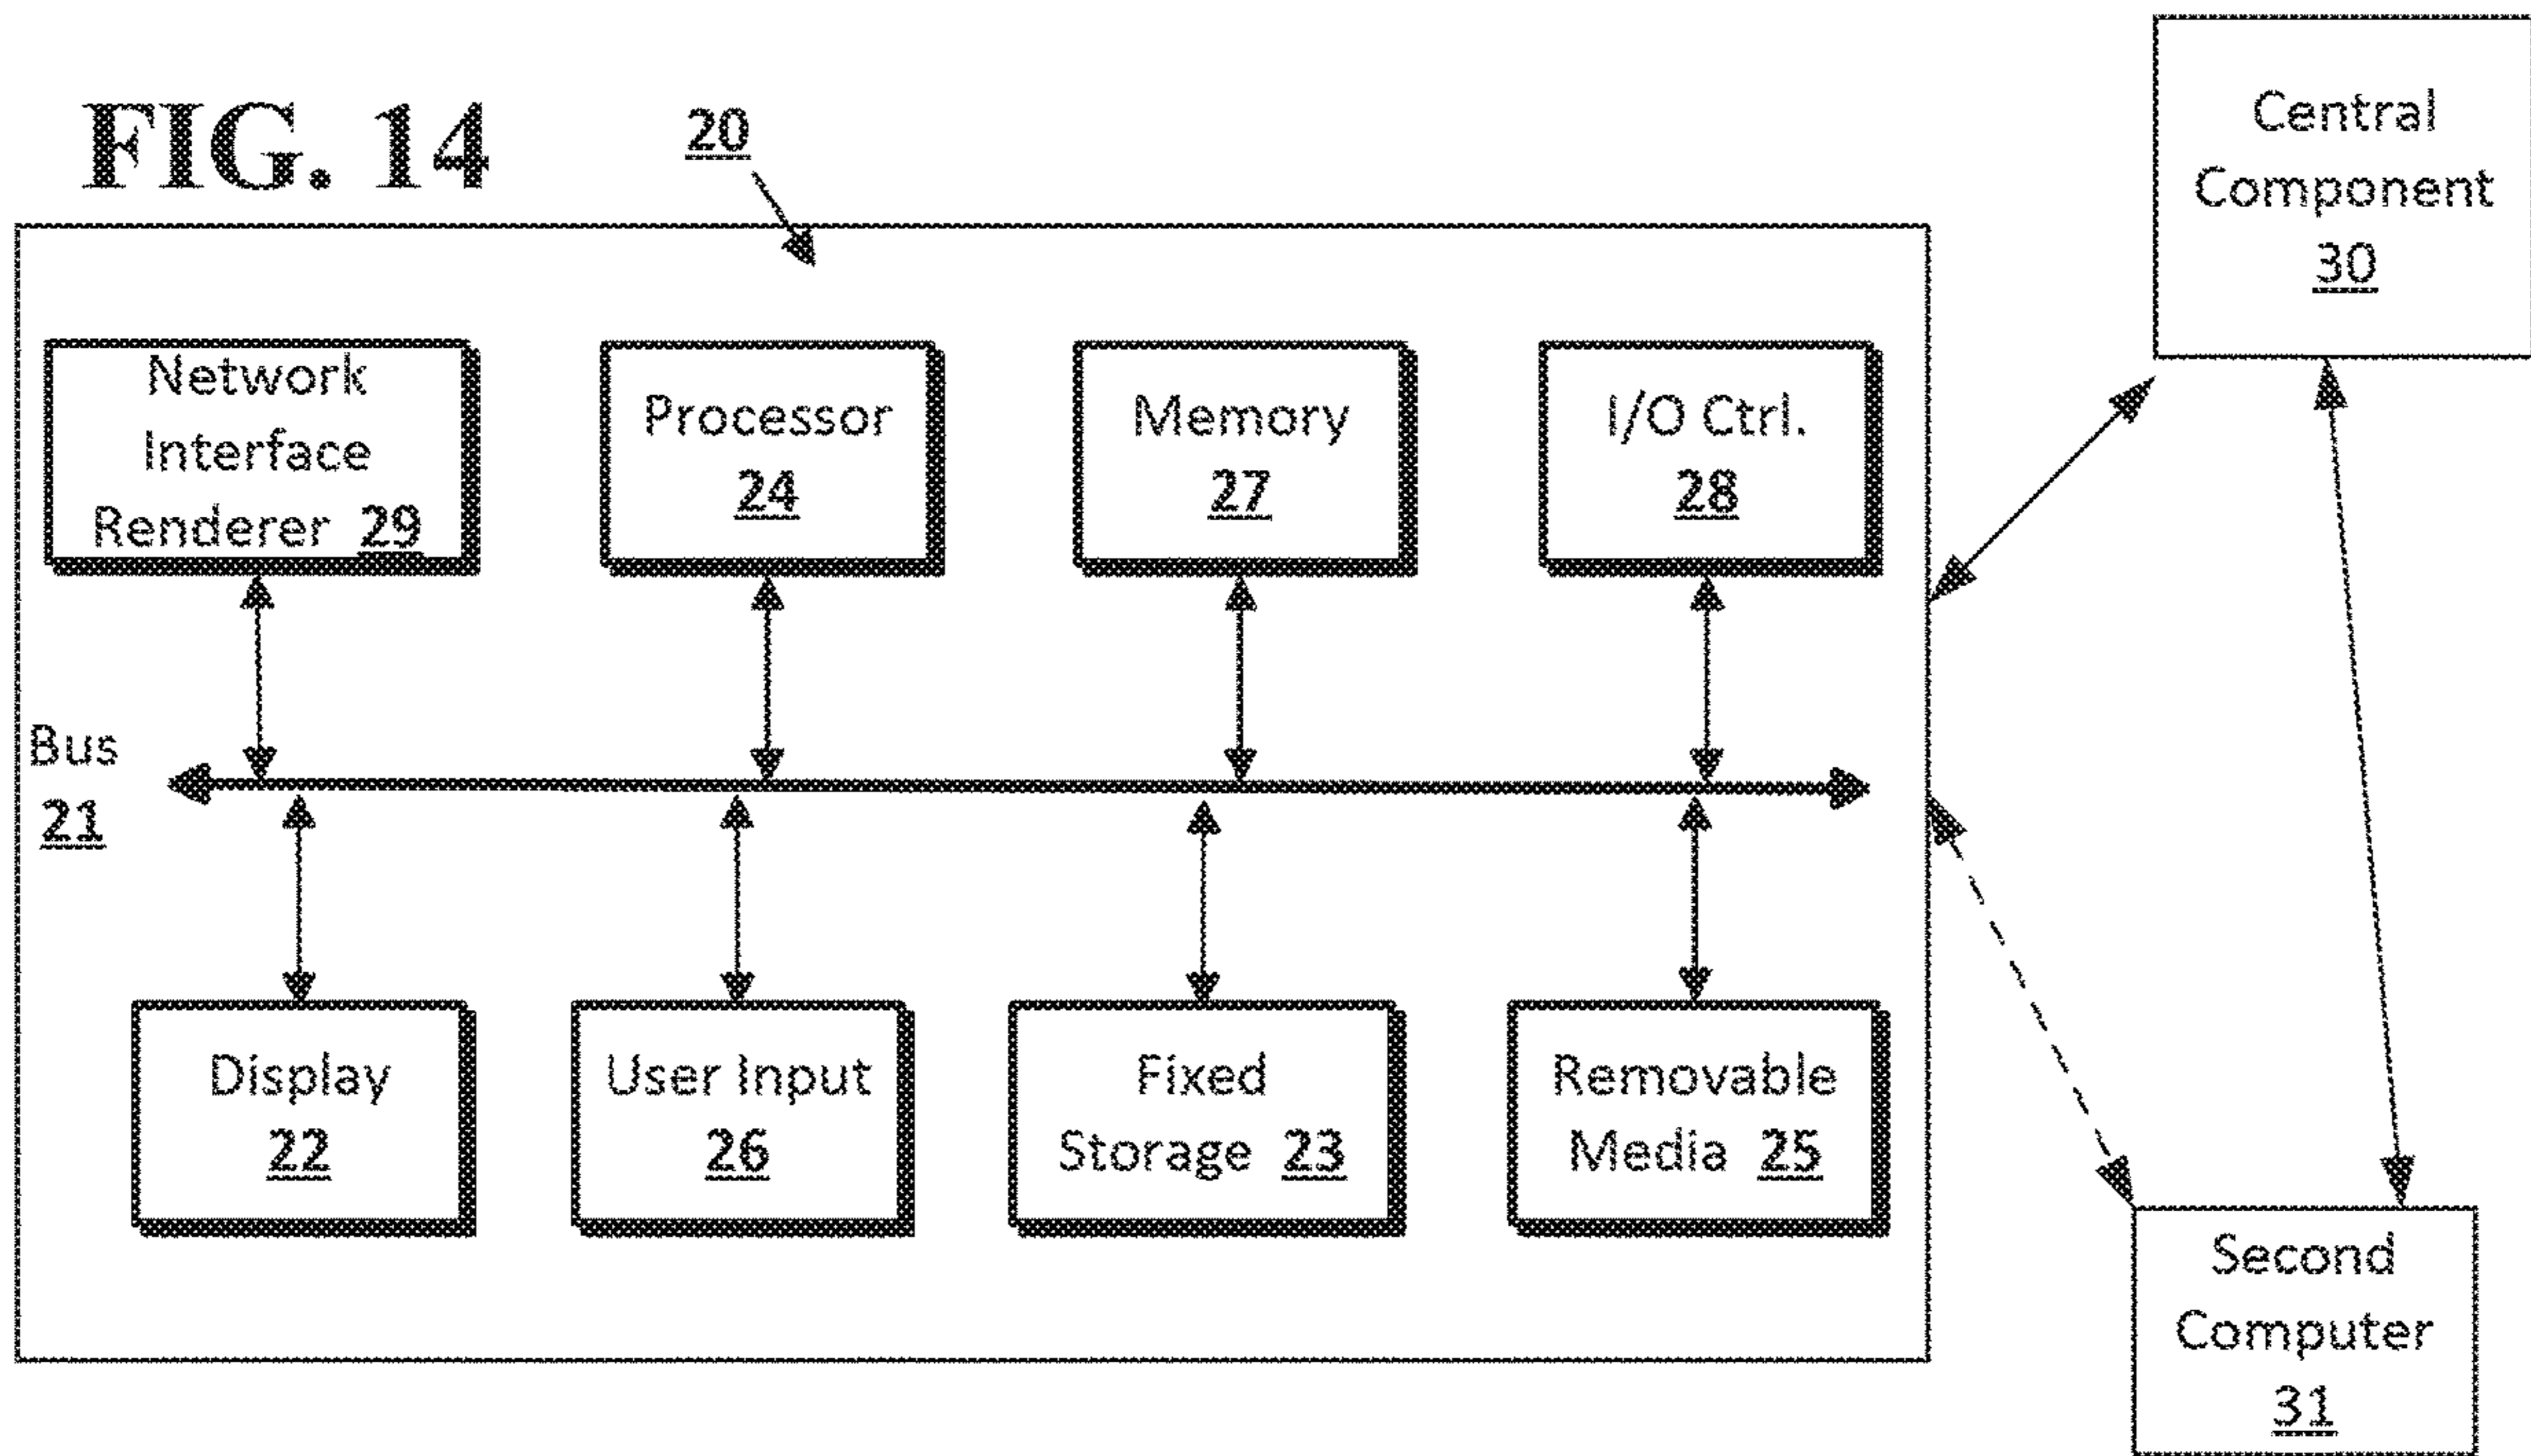 FIG. 14
20
Central
Component
30
Network
Interface
Renderer 29
Processor
24
Memory
27
I/O Ctrl.
28
Bus
21
Display
22
User Input
26
Fixed
Storage 23
Removable
Media 25
Second
Computer
31